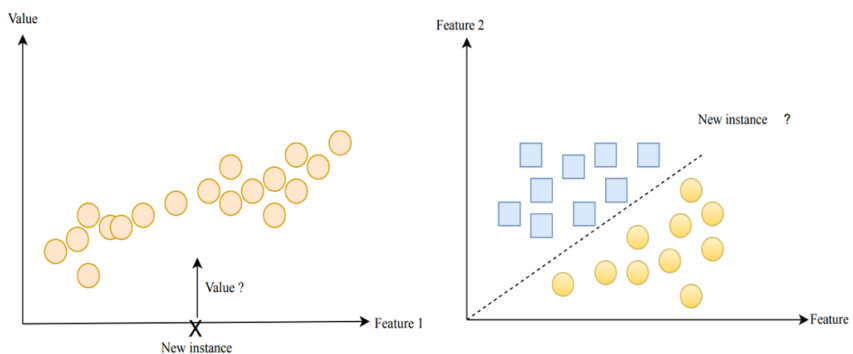 Value
Value ?
Feature 1
X
New instance
Feature 2
New instance ?
Feature